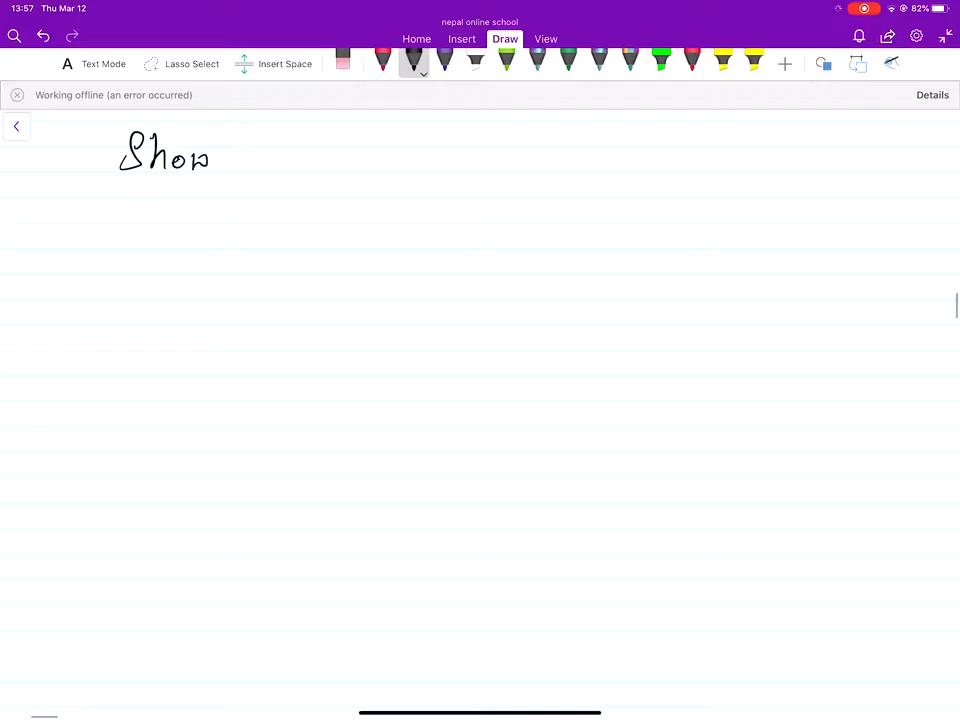 13:57 Thu Mar 12
82%
nepal online school
Home Insert Draw View
A Text Mode Lasso Select Insert Space
Working offline (an error occurred) Details
Show